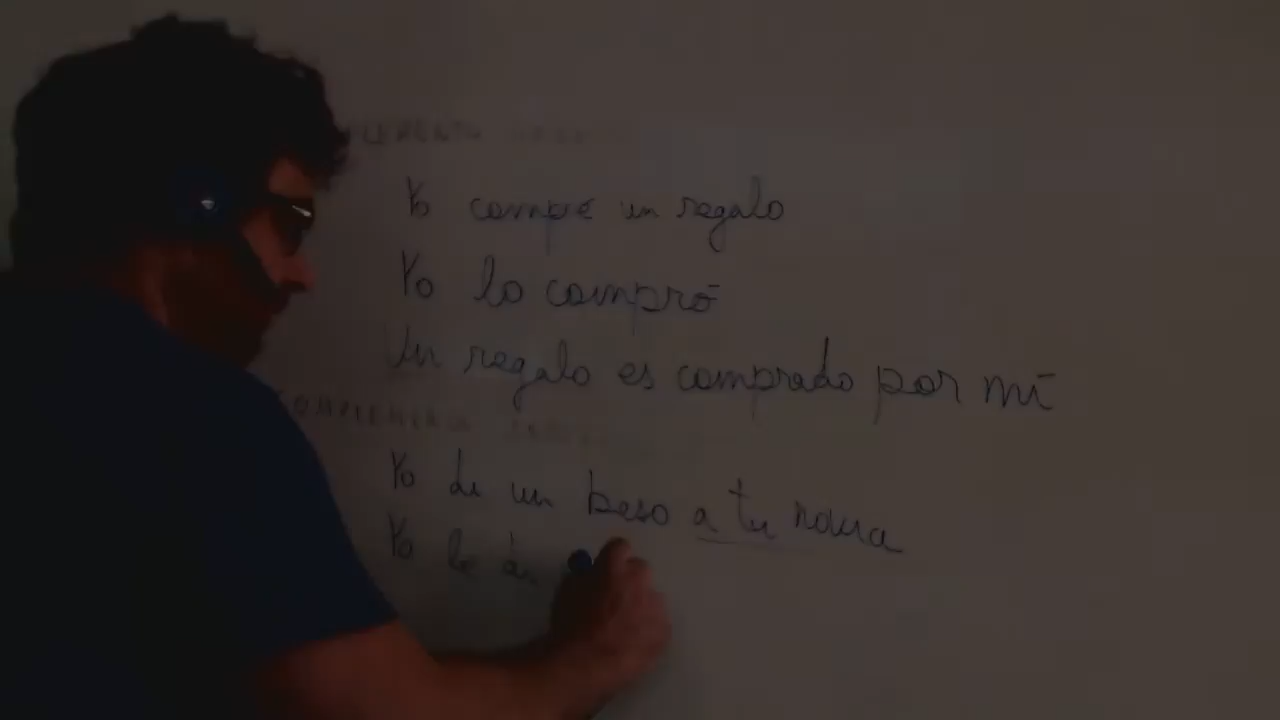 Yo compré un regalo
Yo lo compró
Un regalo es comprado por mí
COMPLEMENTO
Yo di un beso a tu novia
Yo le